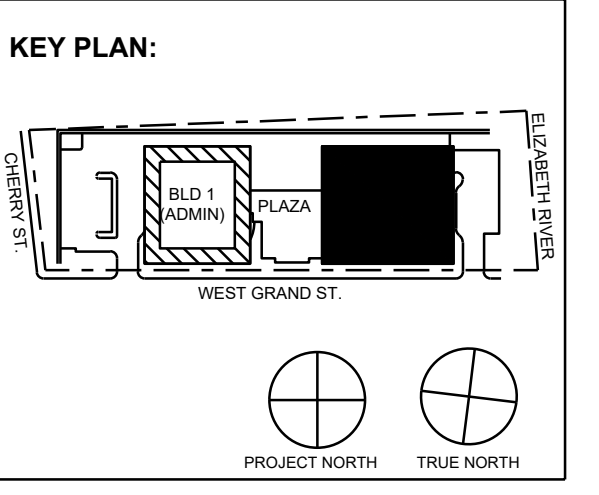 KEY PLAN:
CHERRY ST.
BLD 1
(ADMIN)
PLAZA
ELIZABETH RIVER
WEST GRAND ST.
PROJECT NORTH
TRUE NORTH